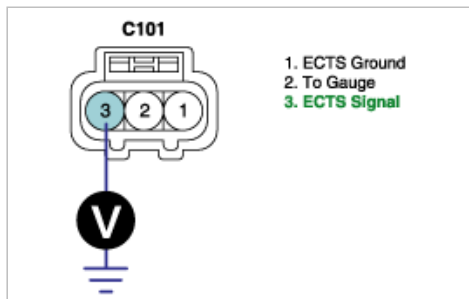 C101
1. ECTS Ground
2. To Gauge
3. ECTS Signal
3 2 1
V